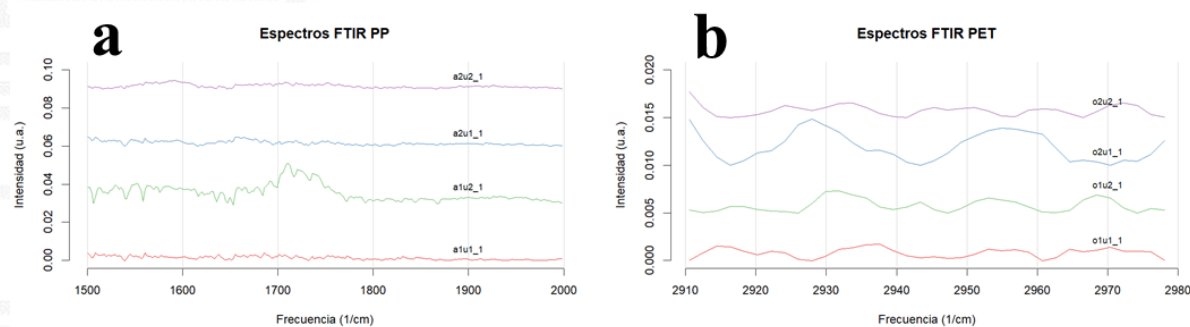 a
Espectros FTIR PP
Intensidad (u.a.)
0.10
0.08
0.06
0.04
0.02
0.00
a2u2_1
a2u1_1
a1u2_1
a1u1_1
1500 1600 1700 1800 1900 2000
Frecuencia (1/cm)
b
Espectros FTIR PET
Intensidad (u.a.)
0.020
0.015
0.010
0.005
0.000
o2u2_1
o2u1_1
o1u2_1
o1u1_1
2910 2920 2930 2940 2950 2960 2970 2980
Frecuencia (1/cm)